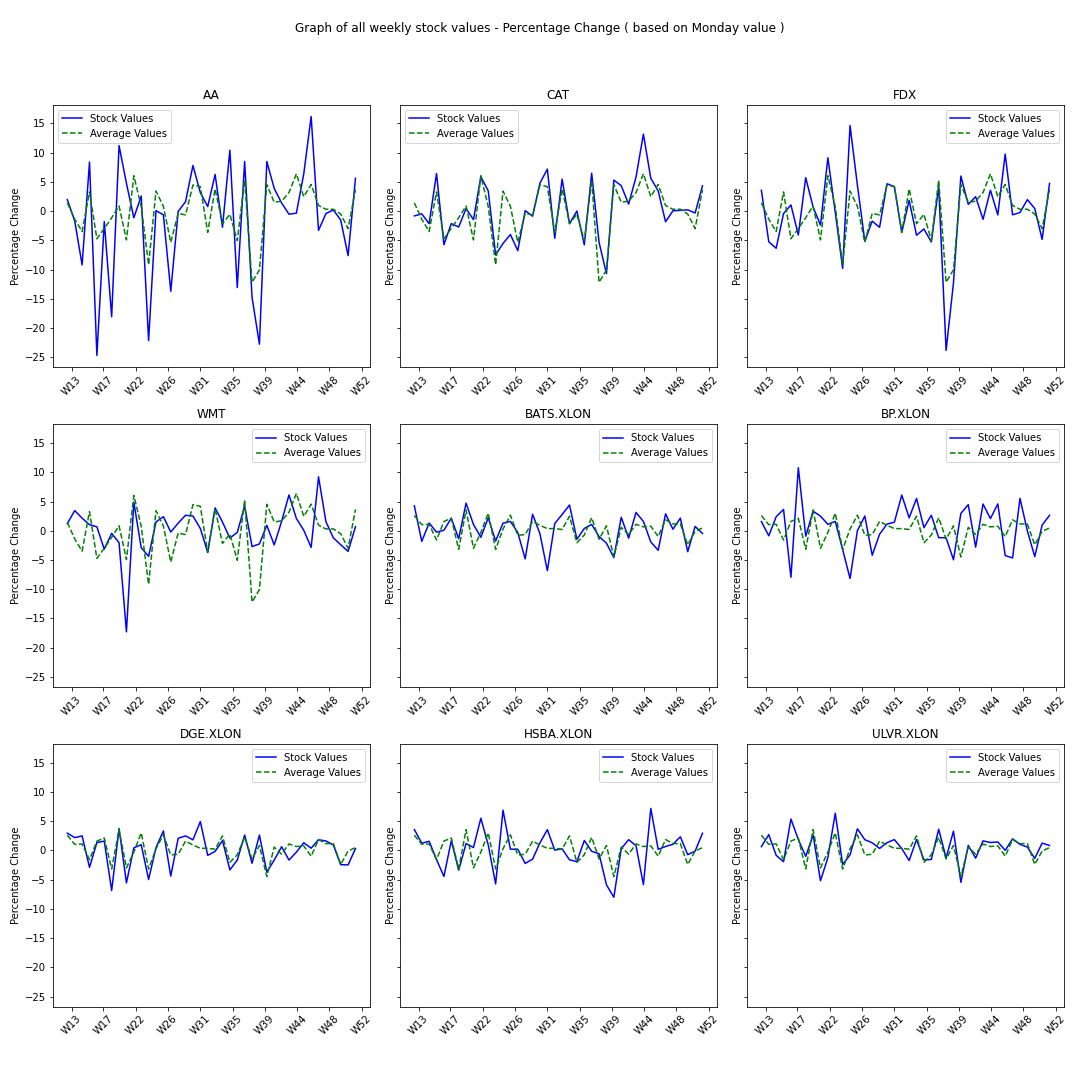 Graph of all weekly stock values - Percentage Change ( based on Monday value )
AA
Stock Values
Average Values
Percentage Change
15
10
5
0
−5
−10
−15
−20
−25
W13 W17 W22 W26 W31 W35 W39 W44 W48 W52
CAT
Stock Values
Average Values
Percentage Change
W13 W17 W22 W26 W31 W35 W39 W44 W48 W52
FDX
Stock Values
Average Values
Percentage Change
W13 W17 W22 W26 W31 W35 W39 W44 W48 W52
WMT
Stock Values
Average Values
Percentage Change
15
10
5
0
−5
−10
−15
−20
−25
W13 W17 W22 W26 W31 W35 W39 W44 W48 W52
BATS.XLON
Stock Values
Average Values
Percentage Change
W13 W17 W22 W26 W31 W35 W39 W44 W48 W52
BP.XLON
Stock Values
Average Values
Percentage Change
W13 W17 W22 W26 W31 W35 W39 W44 W48 W52
DGE.XLON
Stock Values
Average Values
Percentage Change
15
10
5
0
−5
−10
−15
−20
−25
W13 W17 W22 W26 W31 W35 W39 W44 W48 W52
HSBA.XLON
Stock Values
Average Values
Percentage Change
W13 W17 W22 W26 W31 W35 W39 W44 W48 W52
ULVR.XLON
Stock Values
Average Values
Percentage Change
W13 W17 W22 W26 W31 W35 W39 W44 W48 W52